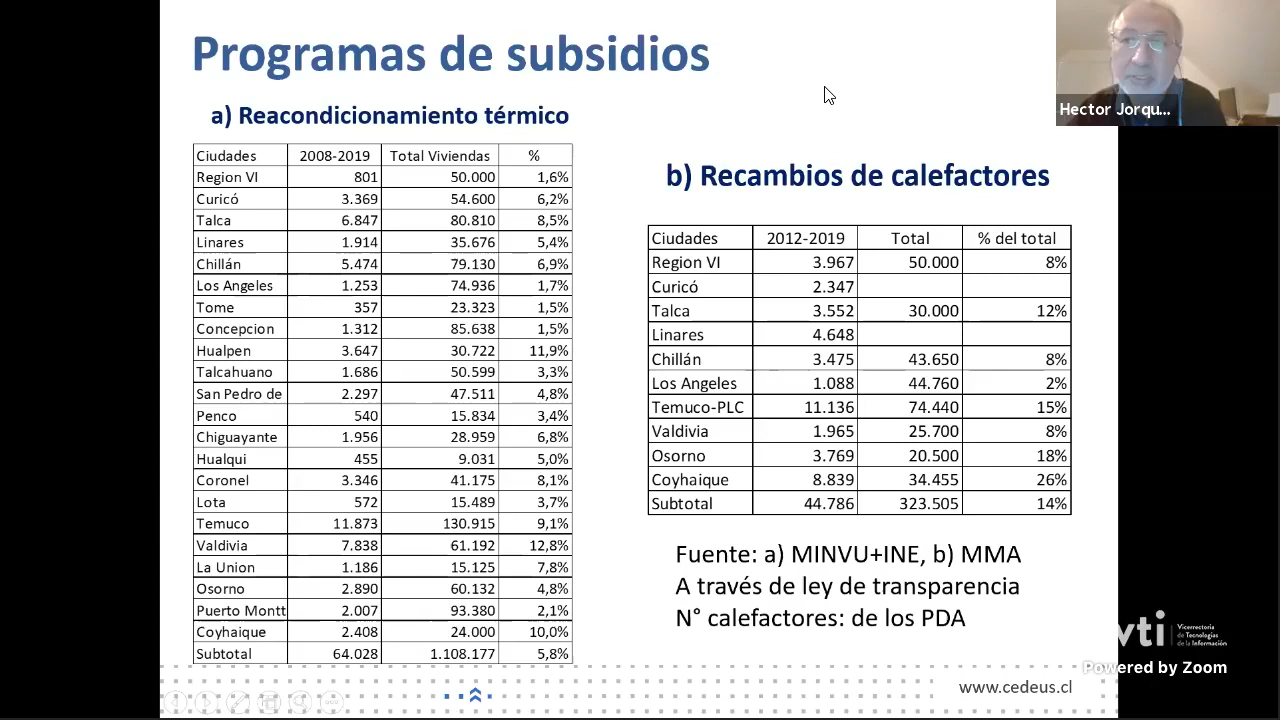 Programas de subsidios
a) Reacondicionamiento térmico
Ciudades 2008-2019 Total Viviendas %
Region VI 801 50.000 1,6%
Curicó 3.369 54.600 6,2%
Talca 6.847 80.810 8,5%
Linares 1.914 35.676 5,4%
Chillán 5.474 79.130 6,9%
Los Angeles 1.253 74.936 1,7%
Tome 357 23.323 1,5%
Concepcion 1.312 85.638 1,5%
Hualpen 3.647 30.722 11,9%
Talcahuano 1.686 50.599 3,3%
San Pedro de 2.297 47.511 4,8%
Penco 540 15.834 3,4%
Chiguayante 1.956 28.959 6,8%
Hualqui 455 9.031 5,0%
Coronel 3.346 41.175 8,1%
Lota 572 15.489 3,7%
Temuco 11.873 130.915 9,1%
Valdivia 7.838 61.192 12,8%
La Union 1.186 15.125 7,8%
Osorno 2.890 60.132 4,8%
Puerto Montt 2.007 93.380 2,1%
Coyhaique 2.408 24.000 10,0%
Subtotal 64.028 1.108.177 5,8%
b) Recambios de calefactores
Ciudades 2012-2019 Total % del total
Region VI 3.967 50.000 8%
Curicó 2.347
Talca 3.552 30.000 12%
Linares 4.648
Chillán 3.475 43.650 8%
Los Angeles 1.088 44.760 2%
Temuco-PLC 11.136 74.440 15%
Valdivia 1.965 25.700 8%
Osorno 3.769 20.500 18%
Coyhaique 8.839 34.455 26%
Subtotal 44.786 323.505 14%
Fuente: a) MINVU+INE, b) MMA
A través de ley de transparencia
N° calefactores: de los PDA
www.cedeus.cl
Hector Jorqu...
vti
Vicerrectoría
de Tecnologías
de la Información
Powered by Zoom